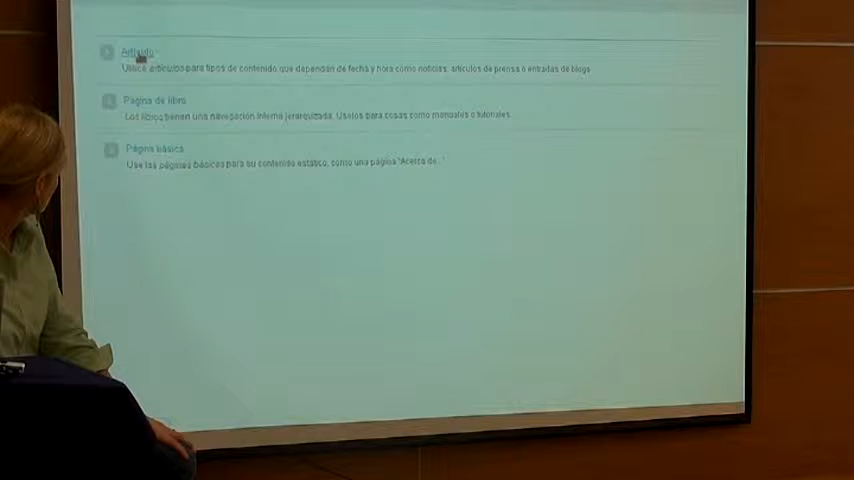 Artículo
Utilice artículos para tipos de contenido que dependan de fecha y hora como noticias, artículos de prensa o entradas de blogs.
Página de libro
Los libros tienen una navegación interna jerarquizada. Úselos para cosas como manuales o tutoriales.
Página básica
Use las páginas básicas para su contenido estático, como una página "Acerca de..."